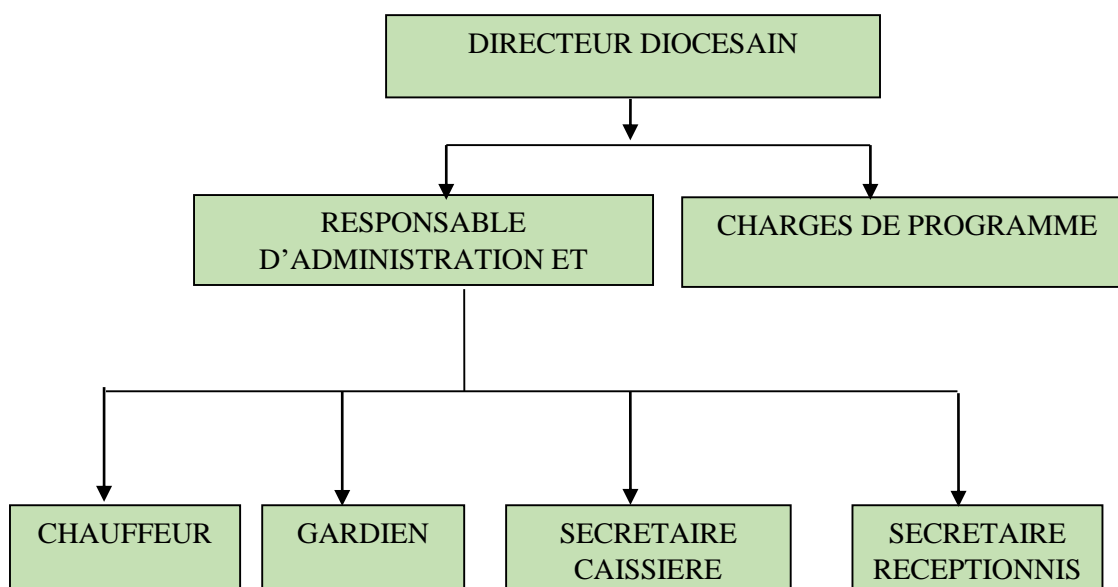 DIRECTEUR DIOCESAIN
RESPONSABLE
D’ADMINISTRATION ET
CHARGES DE PROGRAMME
CHAUFFEUR
GARDIEN
SECRETAIRE
CAISSIERE
SECRETAIRE
RECEPTIONNIS